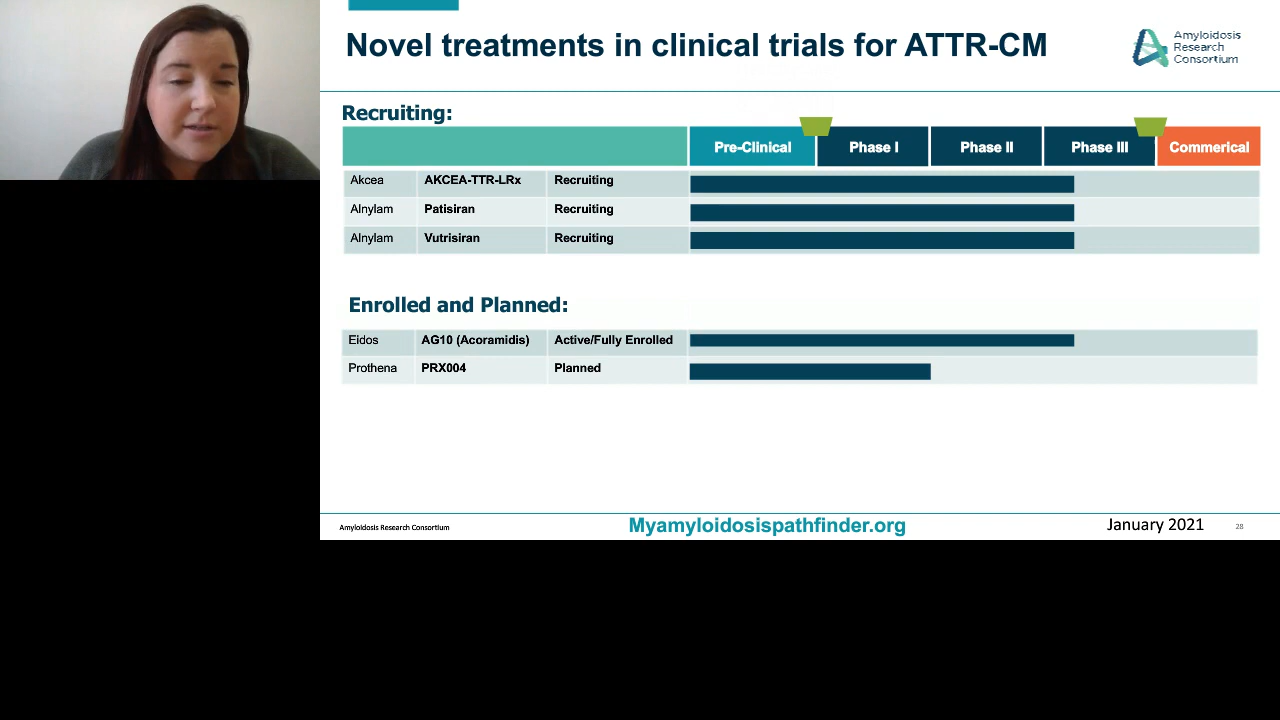 Novel treatments in clinical trials for ATTR-CM
Amyloidosis
Research
Consortium
Recruiting:
Pre-Clinical Phase I Phase II Phase III Commerical
Akcea AKCEA-TTR-LRx Recruiting
Alnylam Patisiran Recruiting
Alnylam Vutrisiran Recruiting
Enrolled and Planned:
Eidos AG10 (Acoramidis) Active/Fully Enrolled
Prothena PRX004 Planned
Amyloidosis Research Consortium Myamyloidosispathfinder.org January 2021 28